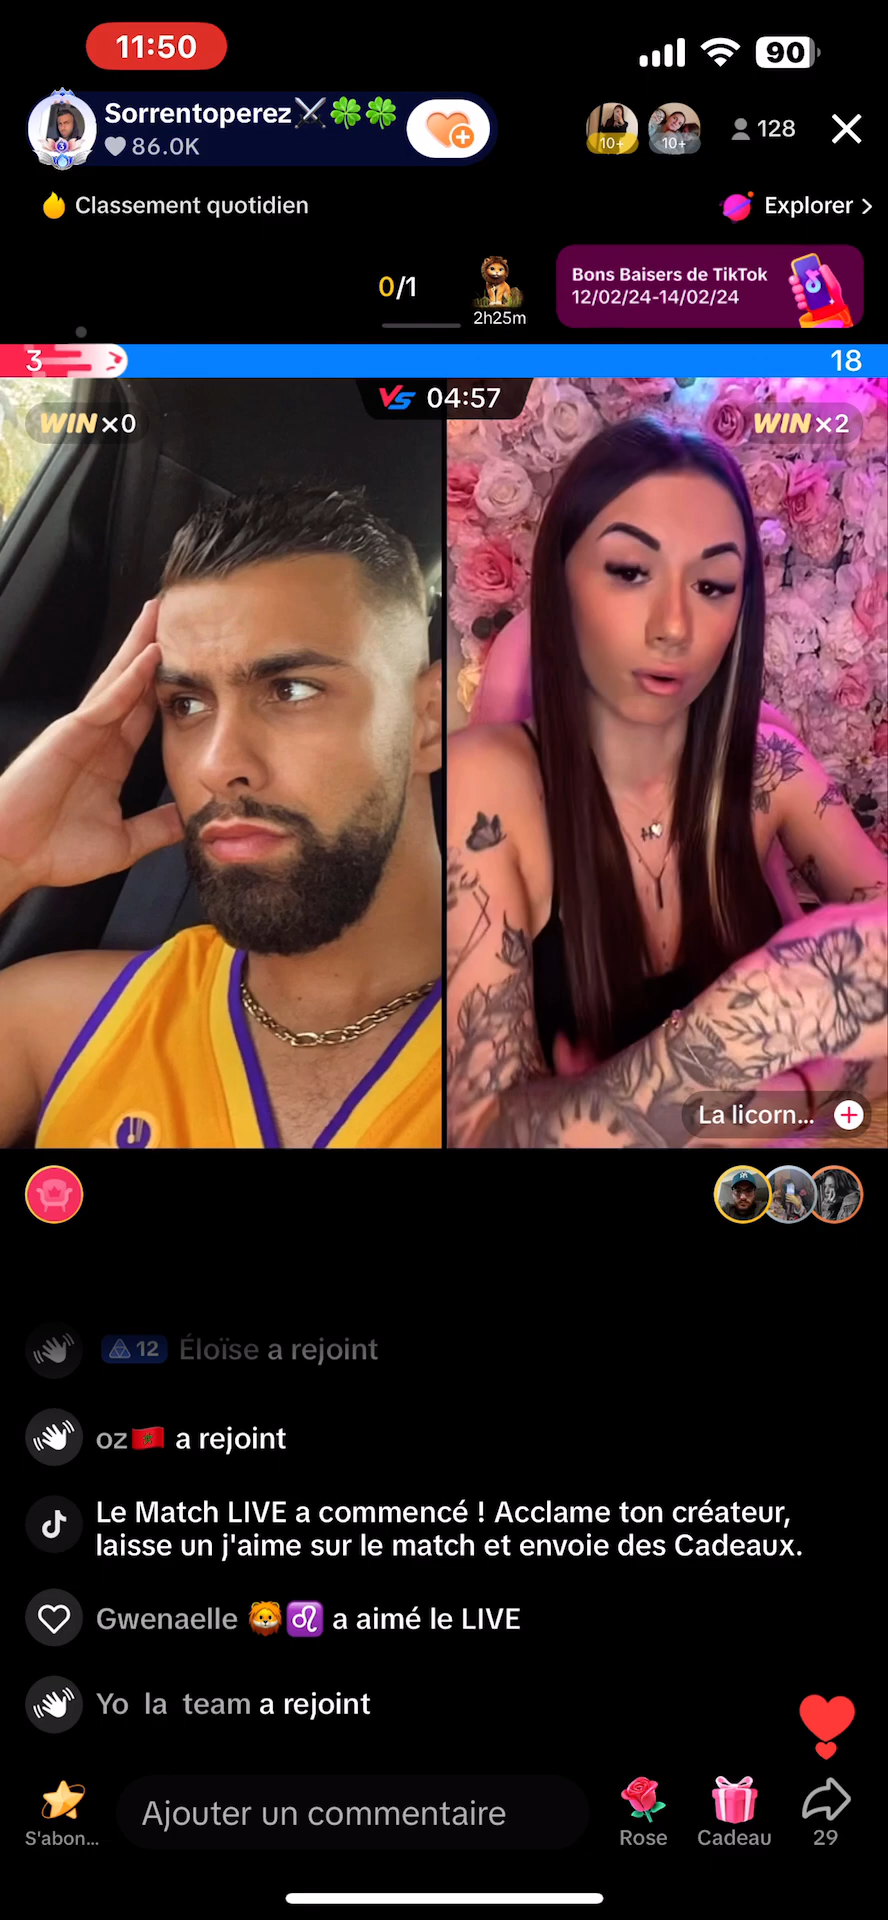 11:50
90
Sorrentoperez⚔️🍀🍀
86.0K
10+
10+
128
Classement quotidien
Explorer >
0/1
2h25m
Bons Baisers de TikTok
12/02/24-14/02/24
3
18
WIN x0
VS 04:57
WIN x2
La licorn...
12 Éloïse a rejoint
oz🇲🇦 a rejoint
Le Match LIVE a commencé ! Acclame ton créateur,
laisse un j'aime sur le match et envoie des Cadeaux.
Gwenaelle 🦁♌ a aimé le LIVE
Yo la team a rejoint
S'abon...
Ajouter un commentaire
Rose
Cadeau
29